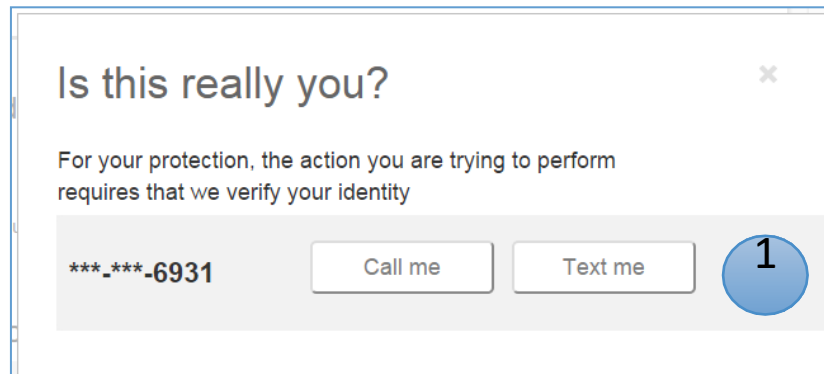 Is this really you?
×
For your protection, the action you are trying to perform
requires that we verify your identity
***-***-6931 Call me Text me 1